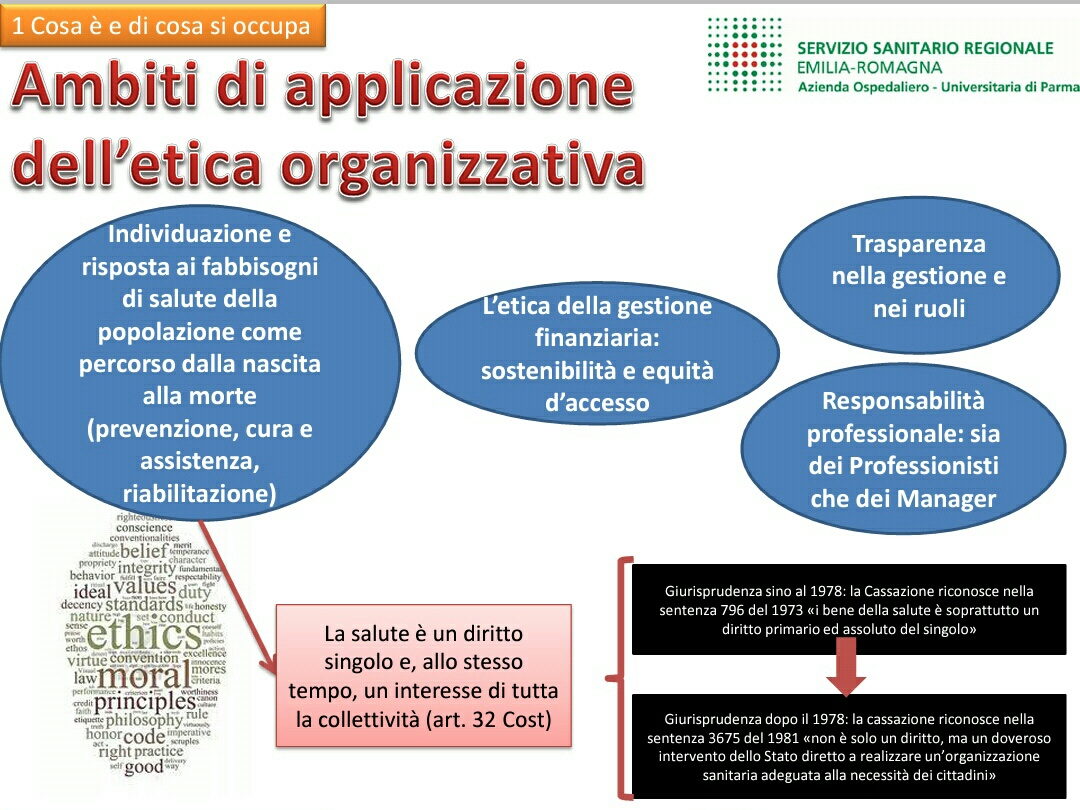 1 Cosa è e di cosa si occupa
SERVIZIO SANITARIO REGIONALE
EMILIA-ROMAGNA
Azienda Ospedaliero - Universitaria di Parma
Ambiti di applicazione
dell'etica organizzativa
Individuazione e
risposta ai fabbisogni
di salute della
popolazione come
percorso dalla nascita
alla morte
(prevenzione, cura e
assistenza,
riabilitazione)
L'etica della gestione
finanziaria:
sostenibilità e equità
d'accesso
Trasparenza
nella gestione e
nei ruoli
Responsabilità
professionale: sia
dei Professionisti
che dei Manager
conscience
conventionalities
attitude belief temperance
propriety character
integrity fundamental
behavior respectability
ideal values duty
decency standards honesty
nature set conduct
sense
ethics
ethos
virtue convention excellence
innocence
law moral mores
criteria
performance criterion worthiness
credit principles canon
faith culture
etiquette philosophy rule
honor code imperative
act scruples
right practice
self good way
La salute è un diritto
singolo e, allo stesso
tempo, un interesse di tutta
la collettività (art. 32 Cost)
Giurisprudenza sino al 1978: la Cassazione riconosce nella
sentenza 796 del 1973 «i bene della salute è soprattutto un
diritto primario ed assoluto del singolo»
Giurisprudenza dopo il 1978: la cassazione riconosce nella
sentenza 3675 del 1981 «non è solo un diritto, ma un doveroso
intervento dello Stato diretto a realizzare un'organizzazione
sanitaria adeguata alla necessità dei cittadini»